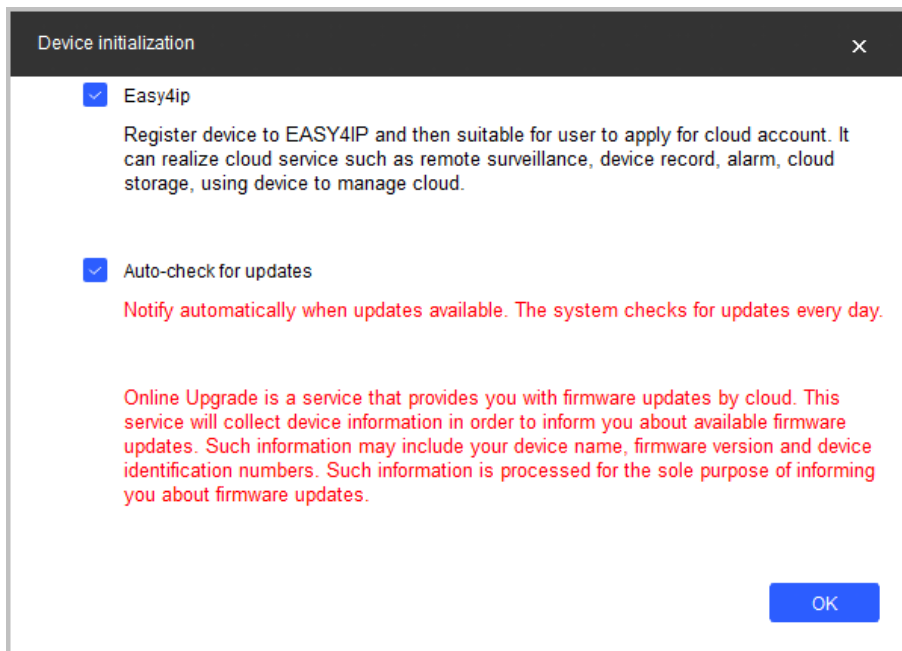 Device initialization
Easy4ip
Register device to EASY4IP and then suitable for user to apply for cloud account. It
can realize cloud service such as remote surveillance, device record, alarm, cloud
storage, using device to manage cloud.
Auto-check for updates
Notify automatically when updates available. The system checks for updates every day.
Online Upgrade is a service that provides you with firmware updates by cloud. This
service will collect device information in order to inform you about available firmware
updates. Such information may include your device name, firmware version and device
identification numbers. Such information is processed for the sole purpose of informing
you about firmware updates.
OK